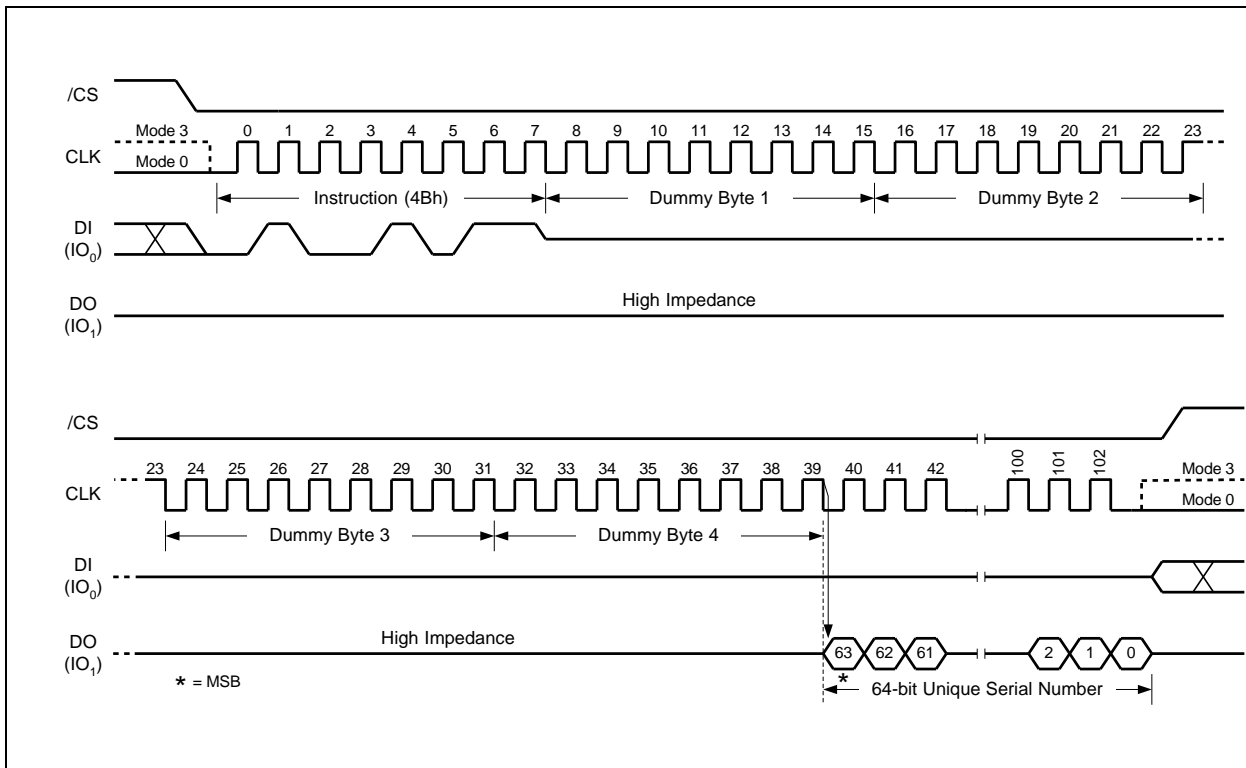 /CS
Mode 3
0 1 2 3 4 5 6 7 8 9 10 11 12 13 14 15 16 17 18 19 20 21 22 23
CLK
Mode 0
Instruction (4Bh)
Dummy Byte 1
Dummy Byte 2
DI
(IO0)
High Impedance
DO
(IO1)
/CS
23 24 25 26 27 28 29 30 31 32 33 34 35 36 37 38 39 40 41 42 100 101 102
Mode 3
CLK
Mode 0
Dummy Byte 3
Dummy Byte 4
DI
(IO0)
High Impedance
DO
(IO1)
63 62 61 2 1 0
* = MSB
*
64-bit Unique Serial Number